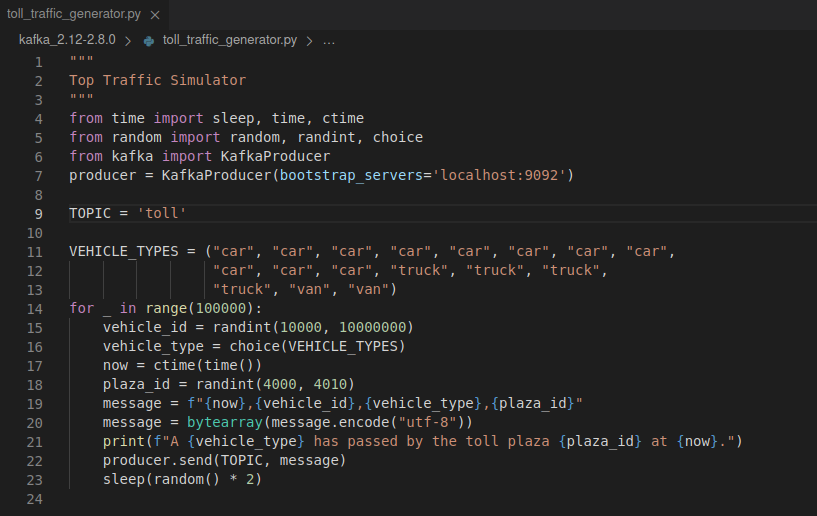 toll_traffic_generator.py ×
kafka_2.12-2.8.0 > toll_traffic_generator.py > ...
1 """
2 Top Traffic Simulator
3 """
4 from time import sleep, time, ctime
5 from random import random, randint, choice
6 from kafka import KafkaProducer
7 producer = KafkaProducer(bootstrap_servers='localhost:9092')
8
9 TOPIC = 'toll'
10
11 VEHICLE_TYPES = ("car", "car", "car", "car", "car", "car", "car", "car",
12                  "car", "car", "car", "truck", "truck", "truck",
13                  "truck", "van", "van")
14 for _ in range(100000):
15     vehicle_id = randint(10000, 10000000)
16     vehicle_type = choice(VEHICLE_TYPES)
17     now = ctime(time())
18     plaza_id = randint(4000, 4010)
19     message = f"{now},{vehicle_id},{vehicle_type},{plaza_id}"
20     message = bytearray(message.encode("utf-8"))
21     print(f"A {vehicle_type} has passed by the toll plaza {plaza_id} at {now}.")
22     producer.send(TOPIC, message)
23     sleep(random() * 2)
24